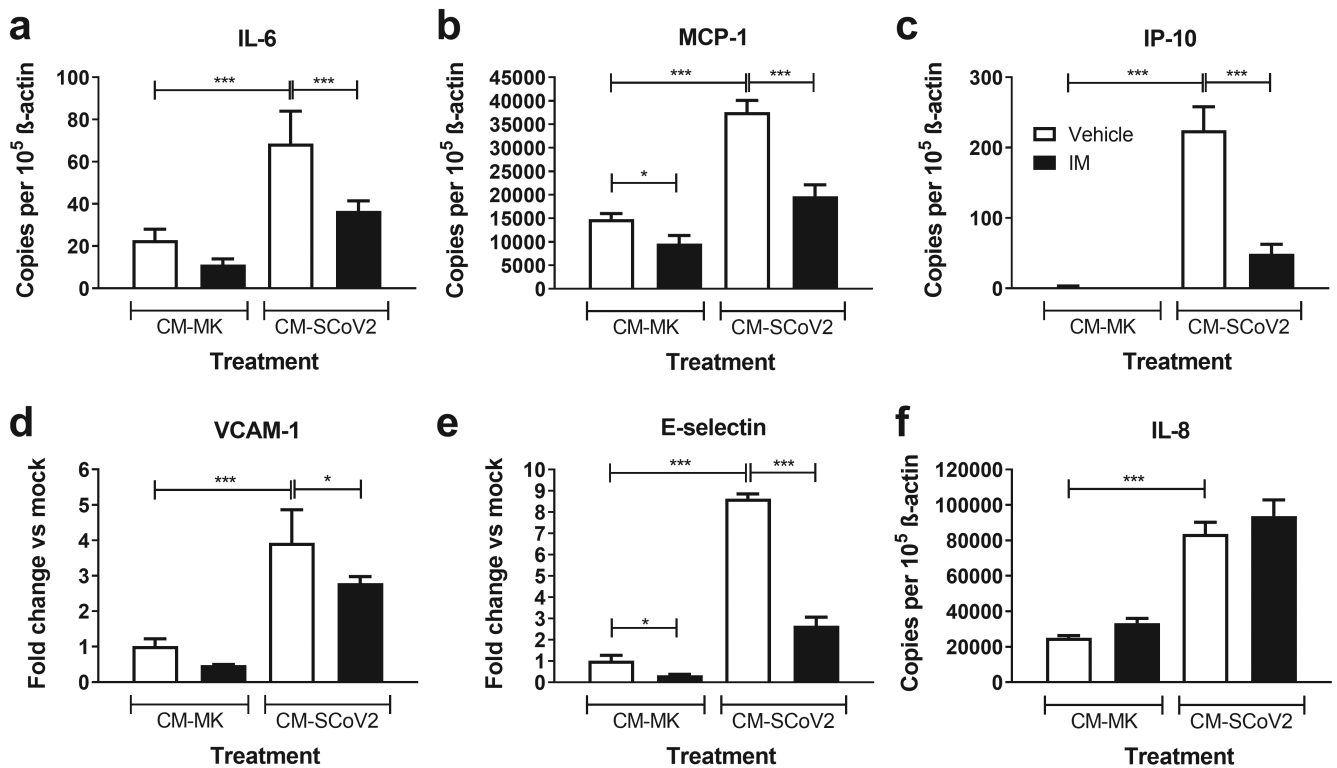 a
IL-6
Copies per 10⁵ ß-actin
100
80
60
40
20
0
***
***
CM-MK
CM-SCoV2
Treatment
b
MCP-1
Copies per 10⁵ ß-actin
45000
40000
35000
30000
25000
20000
15000
10000
5000
0
***
***
*
CM-MK
CM-SCoV2
Treatment
c
IP-10
Copies per 10⁵ ß-actin
300
200
100
0
***
***
Vehicle
IM
CM-MK
CM-SCoV2
Treatment
d
VCAM-1
Fold change vs mock
6
5
4
3
2
1
0
***
*
CM-MK
CM-SCoV2
Treatment
e
E-selectin
Fold change vs mock
10
9
8
7
6
5
4
3
2
1
0
***
***
*
CM-MK
CM-SCoV2
Treatment
f
IL-8
Copies per 10⁵ ß-actin
120000
100000
80000
60000
40000
20000
0
***
CM-MK
CM-SCoV2
Treatment